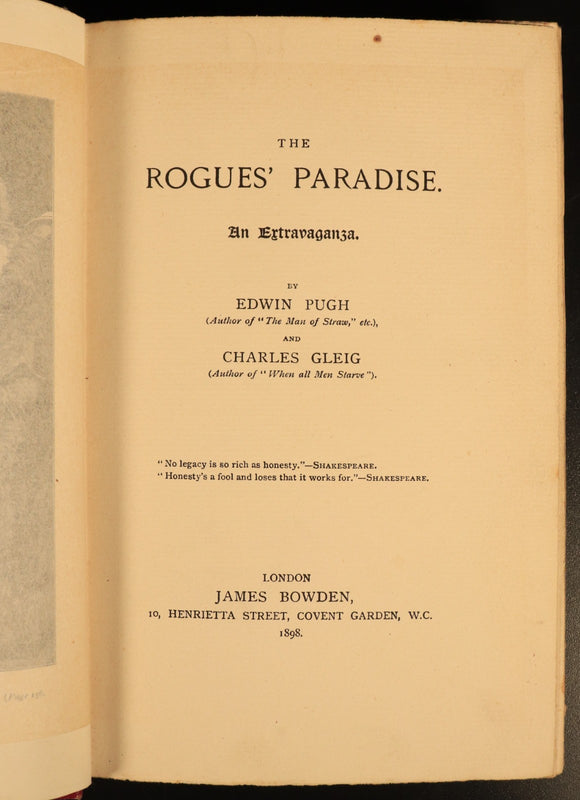 THE
ROGUES' PARADISE.
An Extravaganza.
BY
EDWIN PUGH
(Author of "The Man of Straw," etc.),
AND
CHARLES GLEIG
(Author of "When all Men Starve").
"No legacy is so rich as honesty."—SHAKESPEARE.
"Honesty's a fool and loses that it works for."—SHAKESPEARE.
LONDON
JAMES BOWDEN,
10, HENRIETTA STREET, COVENT GARDEN, W.C.
1898.